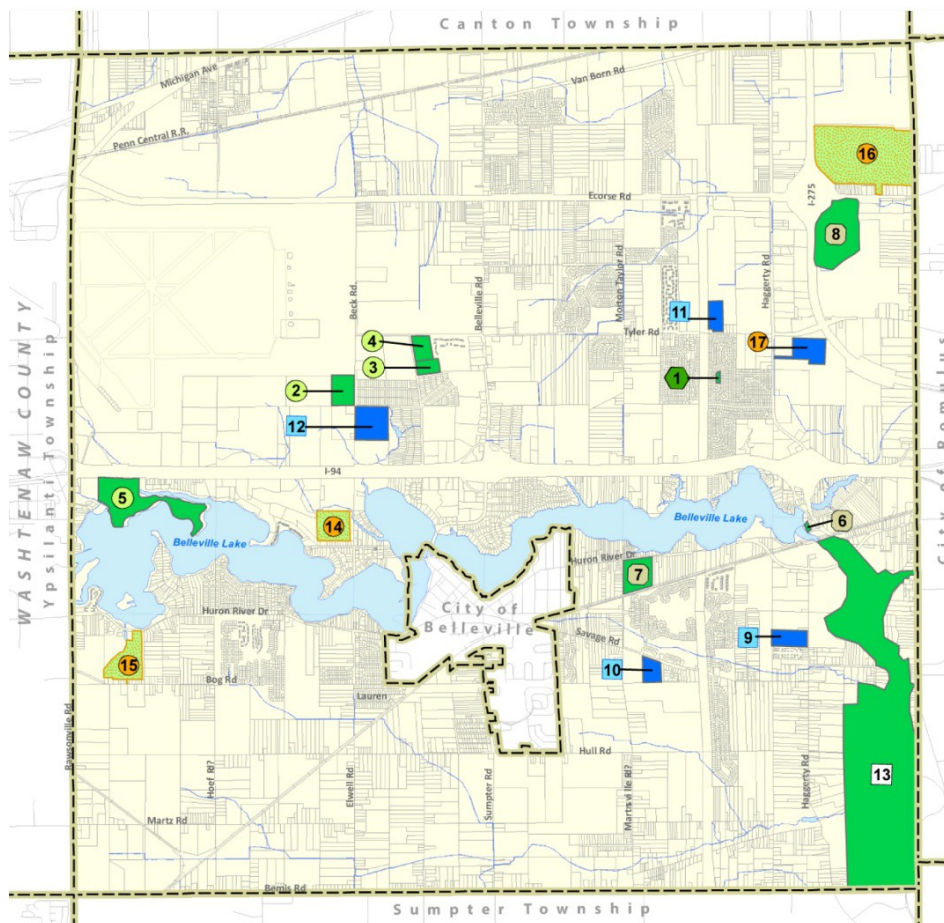 Canton Township
Michigan Ave
Van Born Rd
Penn Central R.R.
16
Ecorse Rd
I-275
8
WASHTENAW COUNTY
Ypsilanti Township
City of Romulus
Beck Rd
Belleville Rd
Morton Taylor Rd
Haggerty Rd
11
Tyler Rd
4
17
3
1
2
12
I-94
5
14
Belleville Lake
Belleville Lake
6
Huron River Dr
7
City of
Belleville
Huron River Dr
Savage Rd
9
15
10
Bog Rd
Lauren
Rawsonville Rd
Hull Rd
13
Hoef Rd?
Elwell Rd
Sumpter Rd
Martinsville Rd?
Haggerty Rd
Martz Rd
Bemis Rd
Sumpter Township